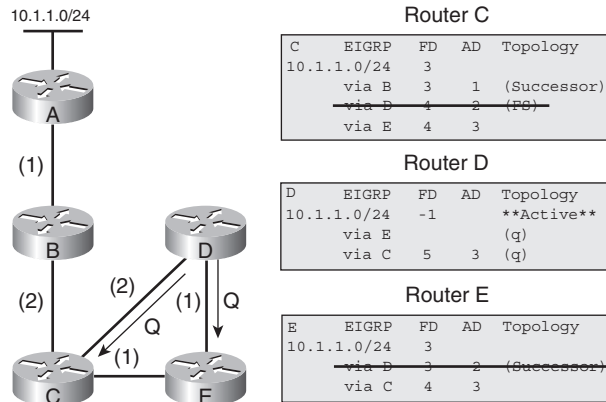 10.1.1.0/24
A
(1)
B
D
(2)
(2)
(1)
Q
Q
(1)
C
E
Router C
C EIGRP FD AD Topology
10.1.1.0/24 3
via B 3 1 (Successor)
via D 4 2 (FS)
via E 4 3
Router D
D EIGRP FD AD Topology
10.1.1.0/24 -1 **Active**
via E (q)
via C 5 3 (q)
Router E
E EIGRP FD AD Topology
10.1.1.0/24 3
via D 3 2 (Successor)
via C 4 3